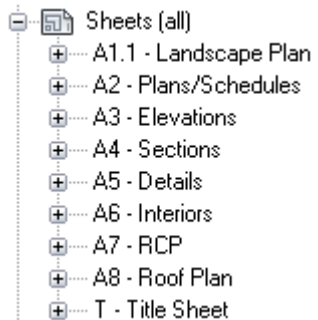 Sheets (all)
A1.1 - Landscape Plan
A2 - Plans/Schedules
A3 - Elevations
A4 - Sections
A5 - Details
A6 - Interiors
A7 - RCP
A8 - Roof Plan
T - Title Sheet